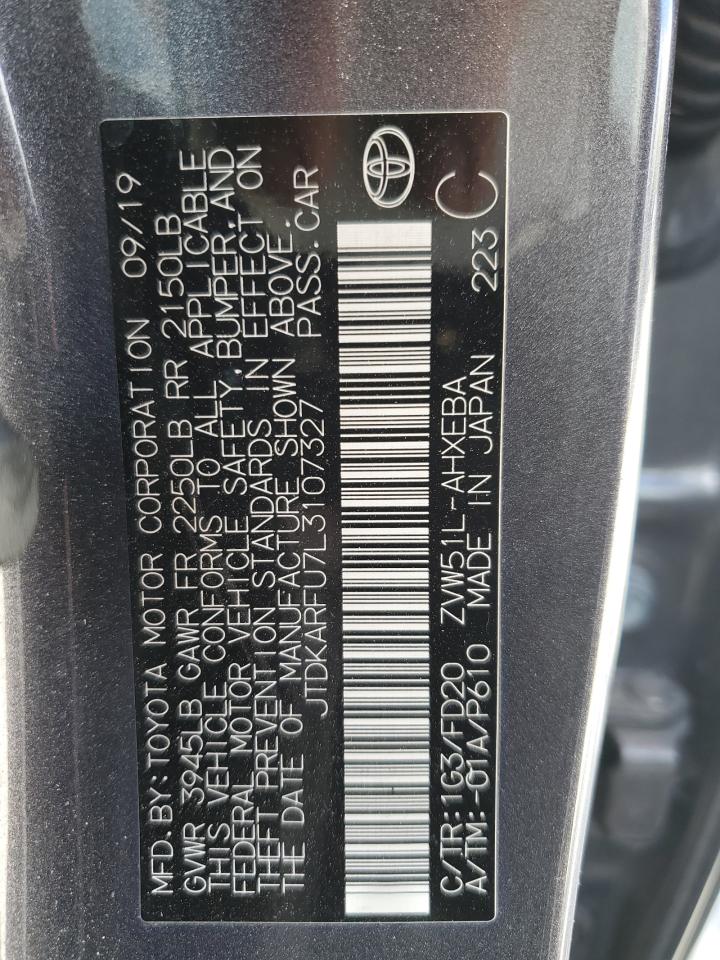 MFD. BY: TOYOTA MOTOR CORPORATION 09/19
GVWR 3945LB GAWR FR 2250LB RR 2150LB
THIS VEHICLE CONFORMS TO ALL APPLICABLE
FEDERAL MOTOR VEHICLE SAFETY, BUMPER, AND
THEFT PREVENTION STANDARDS IN EFFECT ON
THE DATE OF MANUFACTURE SHOWN ABOVE.
JTDKARFU7L3107327 PASS. CAR
C/TR: 1G3/FD20 ZVW51L-AHXEBA 223 C
A/TM: -01A/P610 MADE IN JAPAN